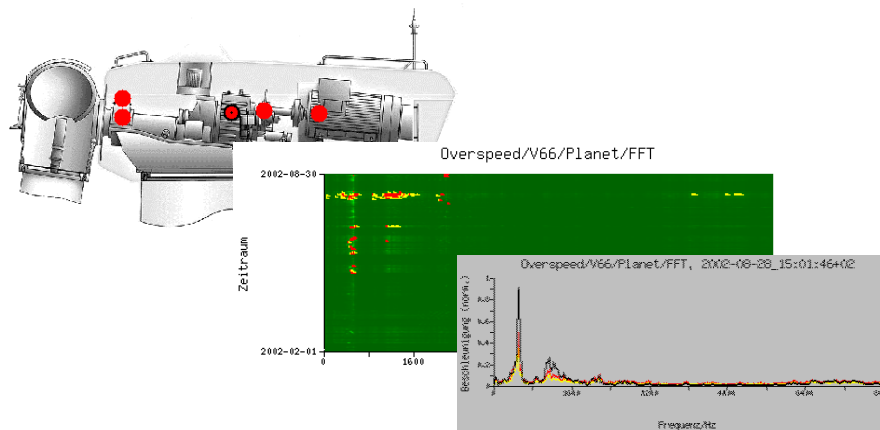 Overspeed/V66/Planet/FFT
2002-08-30
Zeitraum
2002-02-01
0 1600
Overspeed/V66/Planet/FFT, 2002-08-28_15:01:46+02
Beschleunigung (norm.)
Frequenz/Hz